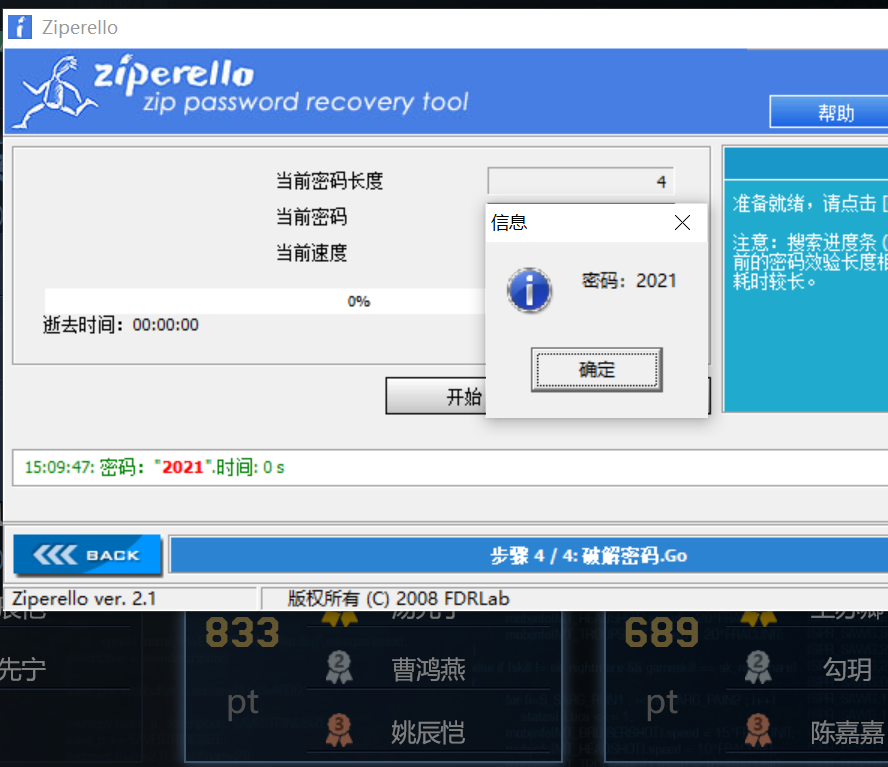 Ziperello
ziperello
zip password recovery tool
帮助
当前密码长度
4
当前密码
当前速度
0%
逝去时间：00:00:00
信息
密码：2021
确定
准备就绪，请点击 [
注意：搜索进度条 (
前的密码效验长度相
耗时较长。
开始
15:09:47: 密码："2021".时间: 0 s
BACK
步骤 4 / 4: 破解密码.Go
Ziperello ver. 2.1
版权所有 (C) 2008 FDRLab
833
689
先宁
2
曹鸿燕
2
勾玥
pt
pt
3
姚辰恺
3
陈嘉嘉